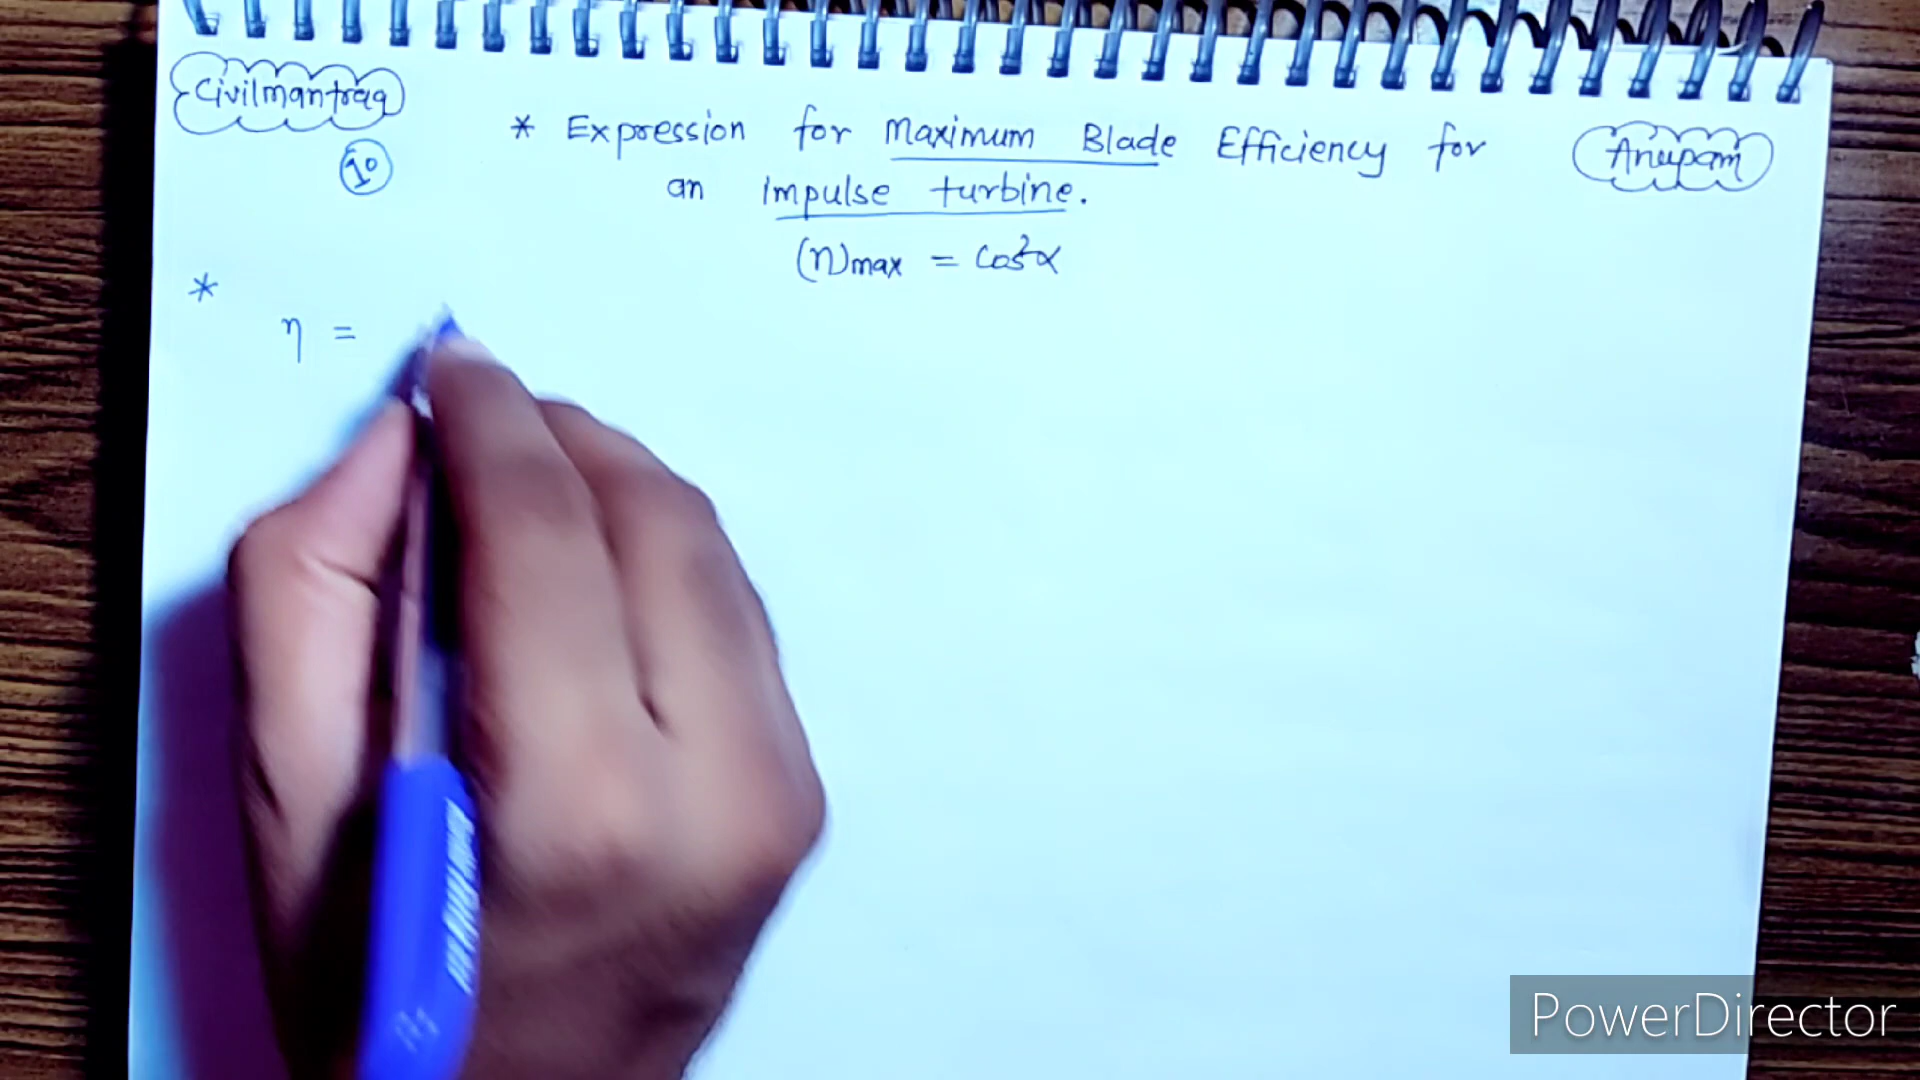 Civilmantraa
10
* Expression for Maximum Blade Efficiency for
an impulse turbine.
Anupam
(η)max = Cos²α
*
η =
PowerDirector